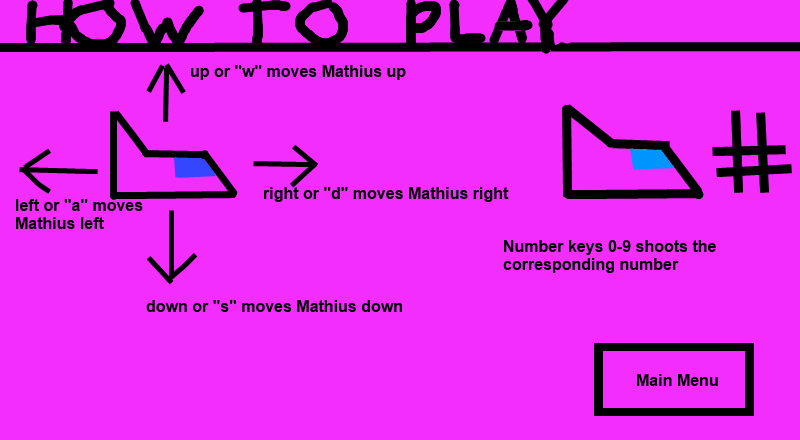 HOW TO PLAY
up or "w" moves Mathius up
left or "a" moves
Mathius left
right or "d" moves Mathius right
down or "s" moves Mathius down
#
Number keys 0-9 shoots the
corresponding number
Main Menu